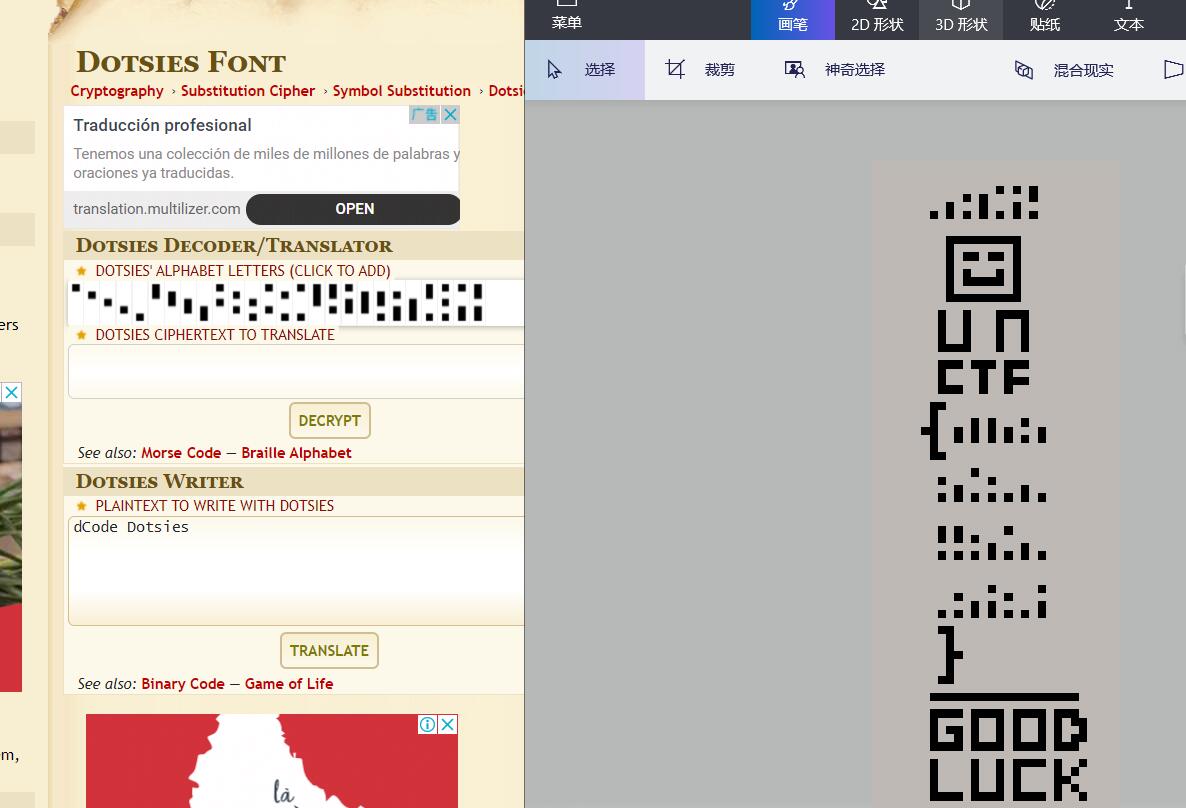 菜单
画笔
2D 形状
3D 形状
贴纸
文本
选择
裁剪
神奇选择
混合现实
DOTSIES FONT
Cryptography › Substitution Cipher › Symbol Substitution › Dotsi
广告
Traducción profesional
Tenemos una colección de miles de millones de palabras y
oraciones ya traducidas.
translation.multilizer.com
OPEN
DOTSIES DECODER/TRANSLATOR
DOTSIES' ALPHABET LETTERS (CLICK TO ADD)
DOTSIES CIPHERTEXT TO TRANSLATE
DECRYPT
See also: Morse Code — Braille Alphabet
DOTSIES WRITER
PLAINTEXT TO WRITE WITH DOTSIES
dCode Dotsies
TRANSLATE
See also: Binary Code — Game of Life
là
ers
em,
CTF
{
}
GOOD
LUCK